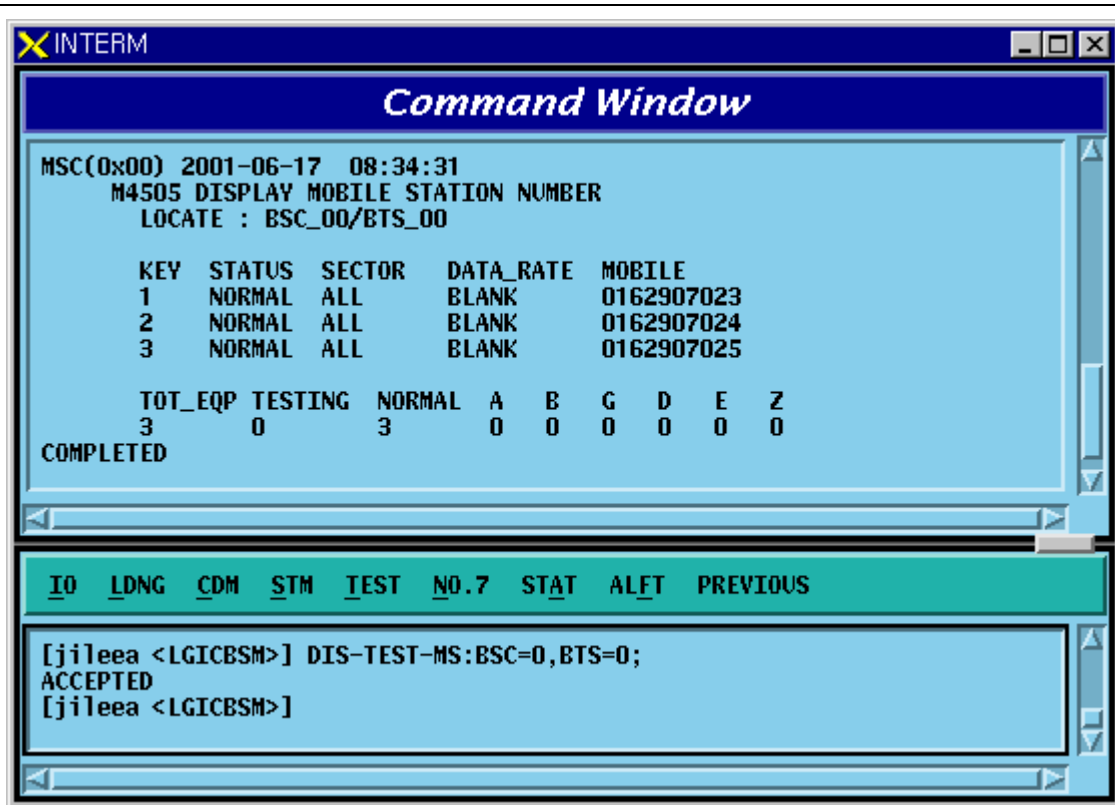 INTERM
Command Window
MSC(0x00) 2001-06-17 08:34:31
M4505 DISPLAY MOBILE STATION NUMBER
LOCATE : BSC_00/BTS_00
KEY STATUS SECTOR DATA_RATE MOBILE
1 NORMAL ALL BLANK 0162907023
2 NORMAL ALL BLANK 0162907024
3 NORMAL ALL BLANK 0162907025
TOT_EQP TESTING NORMAL A B G D E Z
3 0 3 0 0 0 0 0 0
COMPLETED
IO LDNG CDM STM TEST NO.7 STAT ALFT PREVIOUS
[jileea <LGICBSM>] DIS-TEST-MS:BSC=0,BTS=0;
ACCEPTED
[jileea <LGICBSM>]